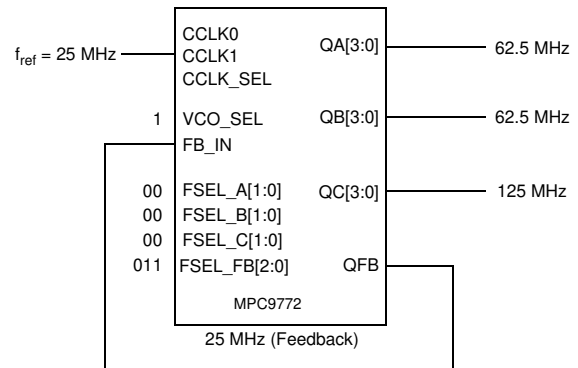 f_ref = 25 MHz
CCLK0
CCLK1
CCLK_SEL
1 VCO_SEL
FB_IN
00 FSEL_A[1:0]
00 FSEL_B[1:0]
00 FSEL_C[1:0]
011 FSEL_FB[2:0]
QA[3:0] 62.5 MHz
QB[3:0] 62.5 MHz
QC[3:0] 125 MHz
QFB
MPC9772
25 MHz (Feedback)